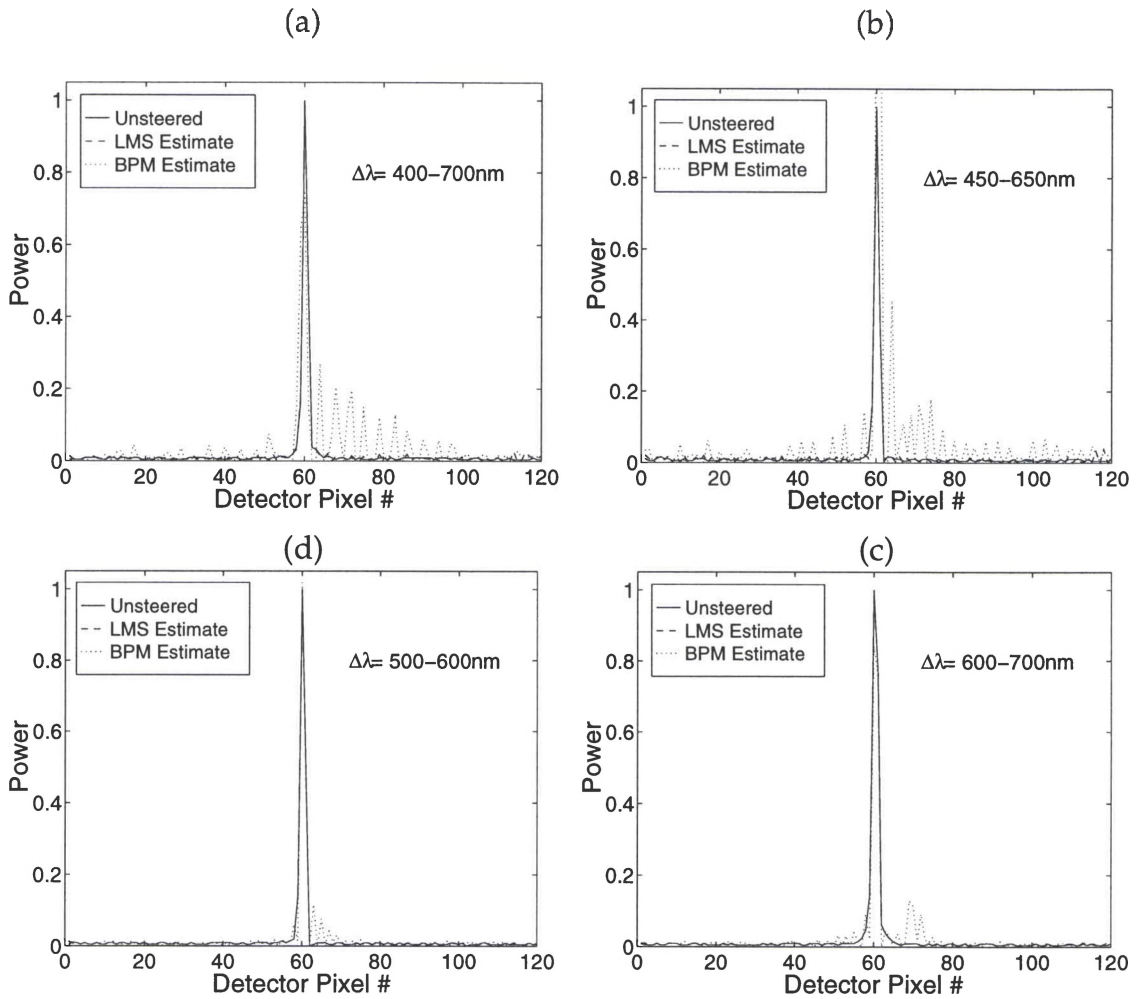 (a)
Unsteered
LMS Estimate
BPM Estimate
Δλ= 400−700nm
Power
1
0.8
0.6
0.4
0.2
0
0 20 40 60 80 100 120
Detector Pixel #
(b)
Unsteered
LMS Estimate
BPM Estimate
Δλ= 450−650nm
Power
1
0.8
0.6
0.4
0.2
0
0 20 40 60 80 100 120
Detector Pixel #
(d)
Unsteered
LMS Estimate
BPM Estimate
Δλ= 500−600nm
Power
1
0.8
0.6
0.4
0.2
0
0 20 40 60 80 100 120
Detector Pixel #
(c)
Unsteered
LMS Estimate
BPM Estimate
Δλ= 600−700nm
Power
1
0.8
0.6
0.4
0.2
0
0 20 40 60 80 100 120
Detector Pixel #